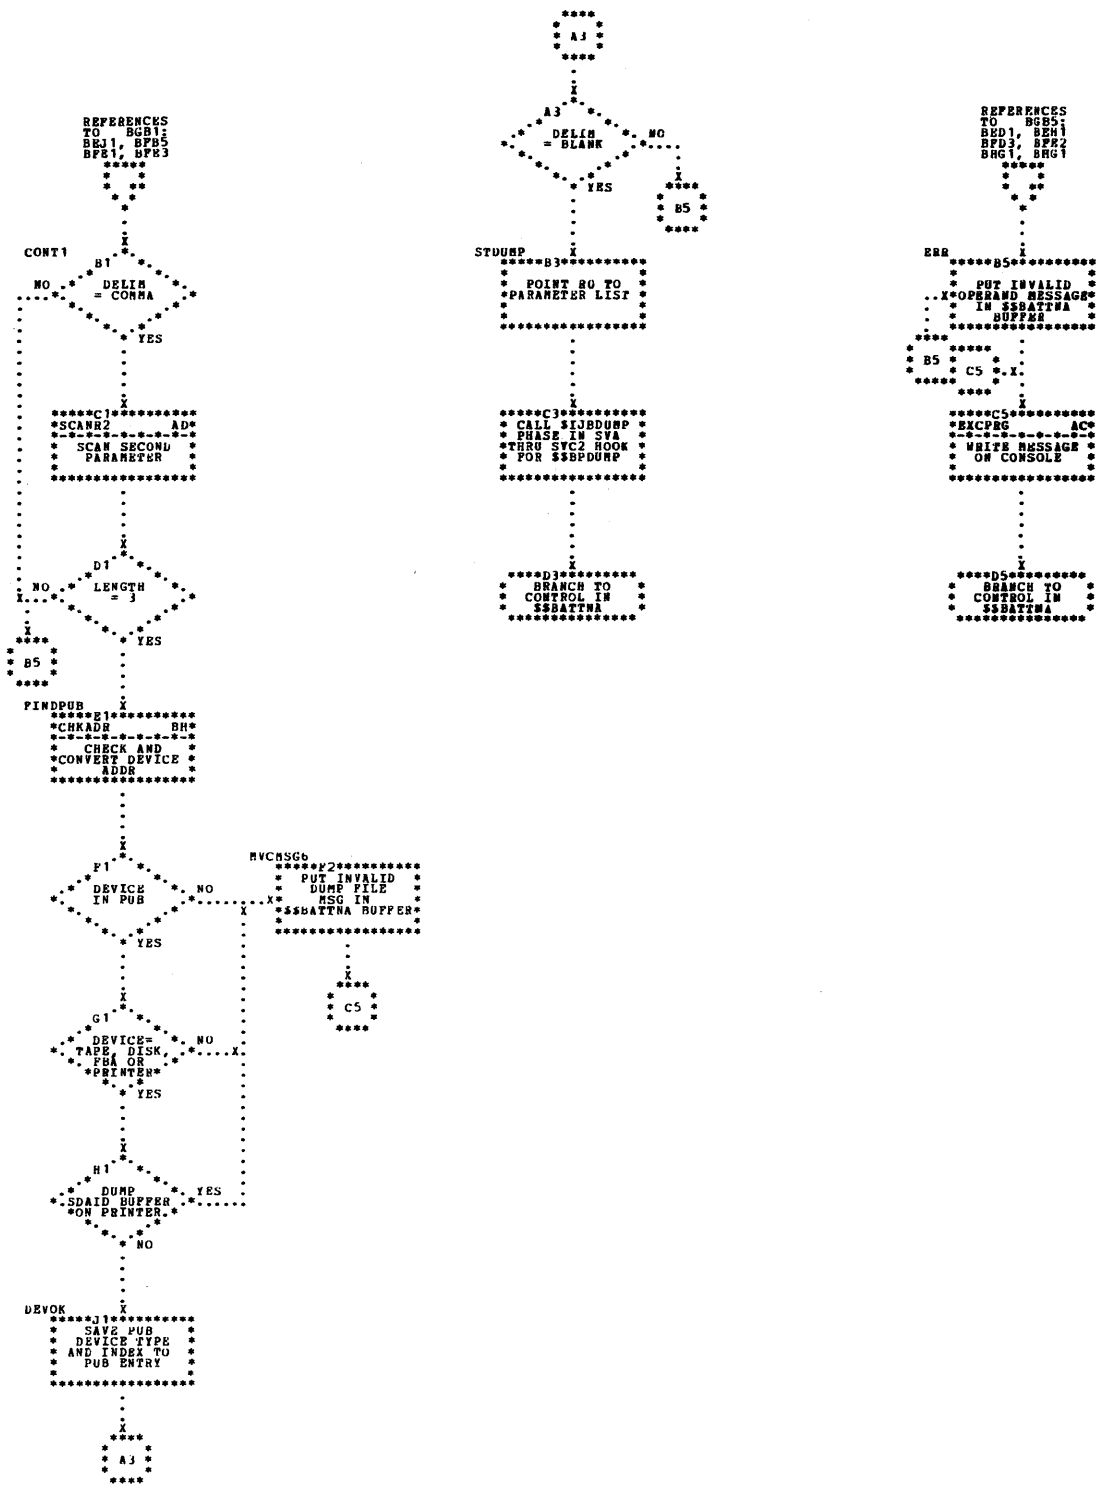 A3
REFERENCES
TO BGB1:
BEJ1, BFB5
BFE1, BFE3
CONT1
B1
DELIM
= COMMA
NO
YES
C1
SCANR2 AD
SCAN SECOND
PARAMETER
D1
LENGTH
= 3
NO
YES
B5
FINDPUB
E1
CHKADR BH
CHECK AND
CONVERT DEVICE
ADDR
F1
DEVICE
IN PUB
NO
YES
MVCMSG6
F2
PUT INVALID
DUMP FILE
MSG IN
$$BATTNA BUFFER
C5
G1
DEVICE=
TAPE, DISK,
FBA OR
PRINTER
NO
YES
H1
DUMP
SDAID BUFFER
ON PRINTER
YES
NO
DEVOK
J1
SAVE PUB
DEVICE TYPE
AND INDEX TO
PUB ENTRY
A3
A3
DELIM
= BLANK
NO
YES
B5
STDUMP
B3
POINT R0 TO
PARAMETER LIST
C3
CALL $IJBDUMP
PHASE IN SVA
THRU SVC2 HOOK
FOR $$BPDUMP
D3
BRANCH TO
CONTROL IN
$$BATTNA
REFERENCES
TO BGB5:
BED1, BEH1
BFD3, BFE2
BHG1, BHG1
ERR
B5
PUT INVALID
OPERAND MESSAGE
IN $$BATTNA
BUFFER
B5
C5
C5
EXCPRG AC
WRITE MESSAGE
ON CONSOLE
D5
BRANCH TO
CONTROL IN
$$BATTNA